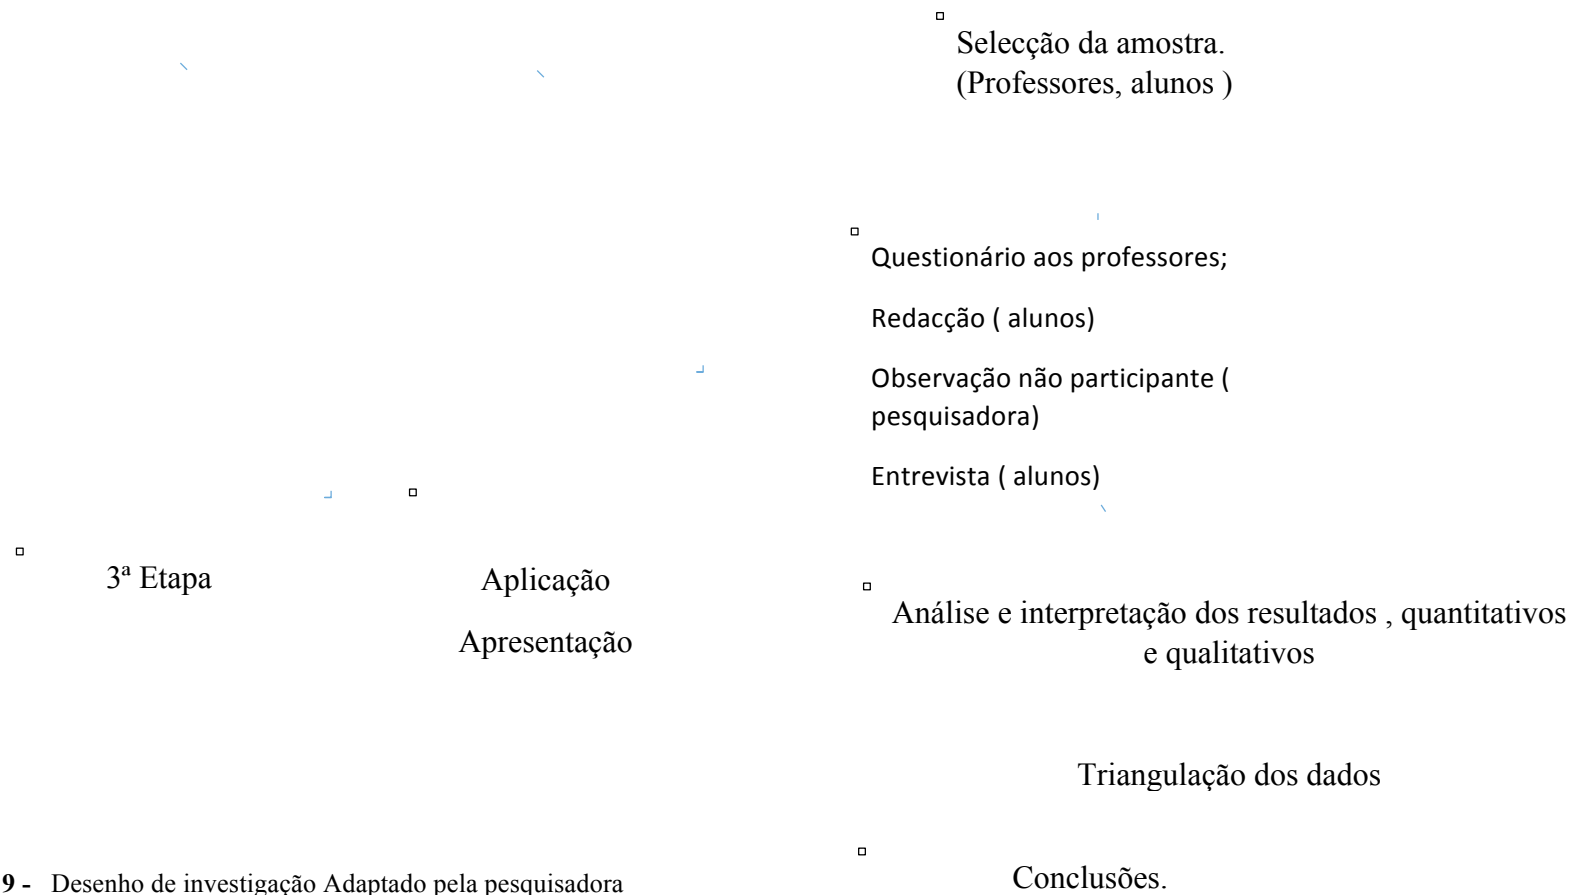 Selecção da amostra.
(Professores, alunos )
Questionário aos professores;
Redacção ( alunos)
Observação não participante (
pesquisadora)
Entrevista ( alunos)
3ª Etapa
Aplicação
Apresentação
Análise e interpretação dos resultados , quantitativos
e qualitativos
Triangulação dos dados
Conclusões.
9 - Desenho de investigação Adaptado pela pesquisadora